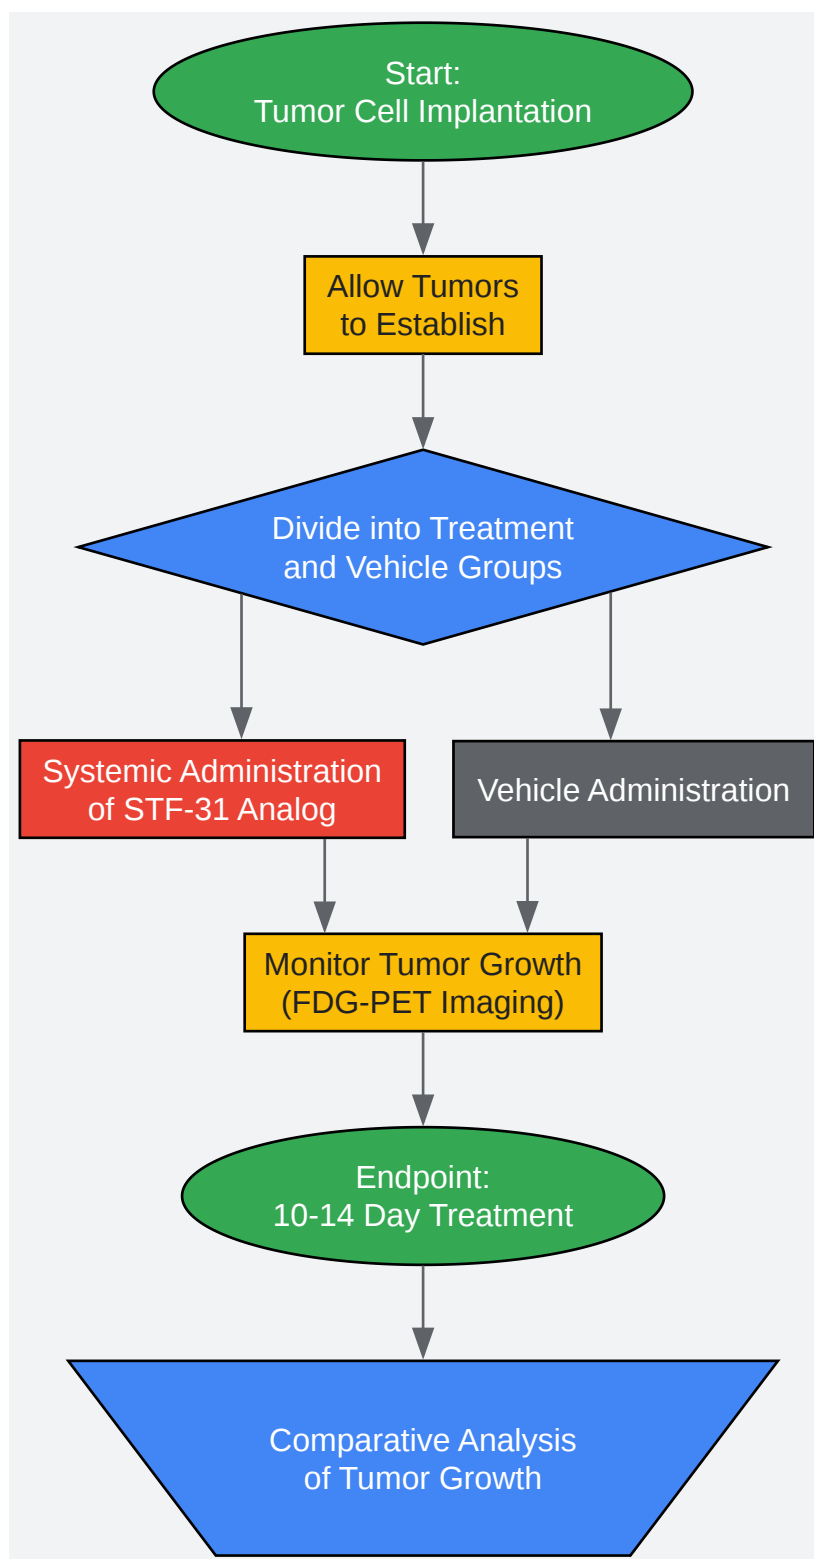 Start:
Tumor Cell Implantation
Allow Tumors
to Establish
Divide into Treatment
and Vehicle Groups
Systemic Administration
of STF-31 Analog
Vehicle Administration
Monitor Tumor Growth
(FDG-PET Imaging)
Endpoint:
10-14 Day Treatment
Comparative Analysis
of Tumor Growth